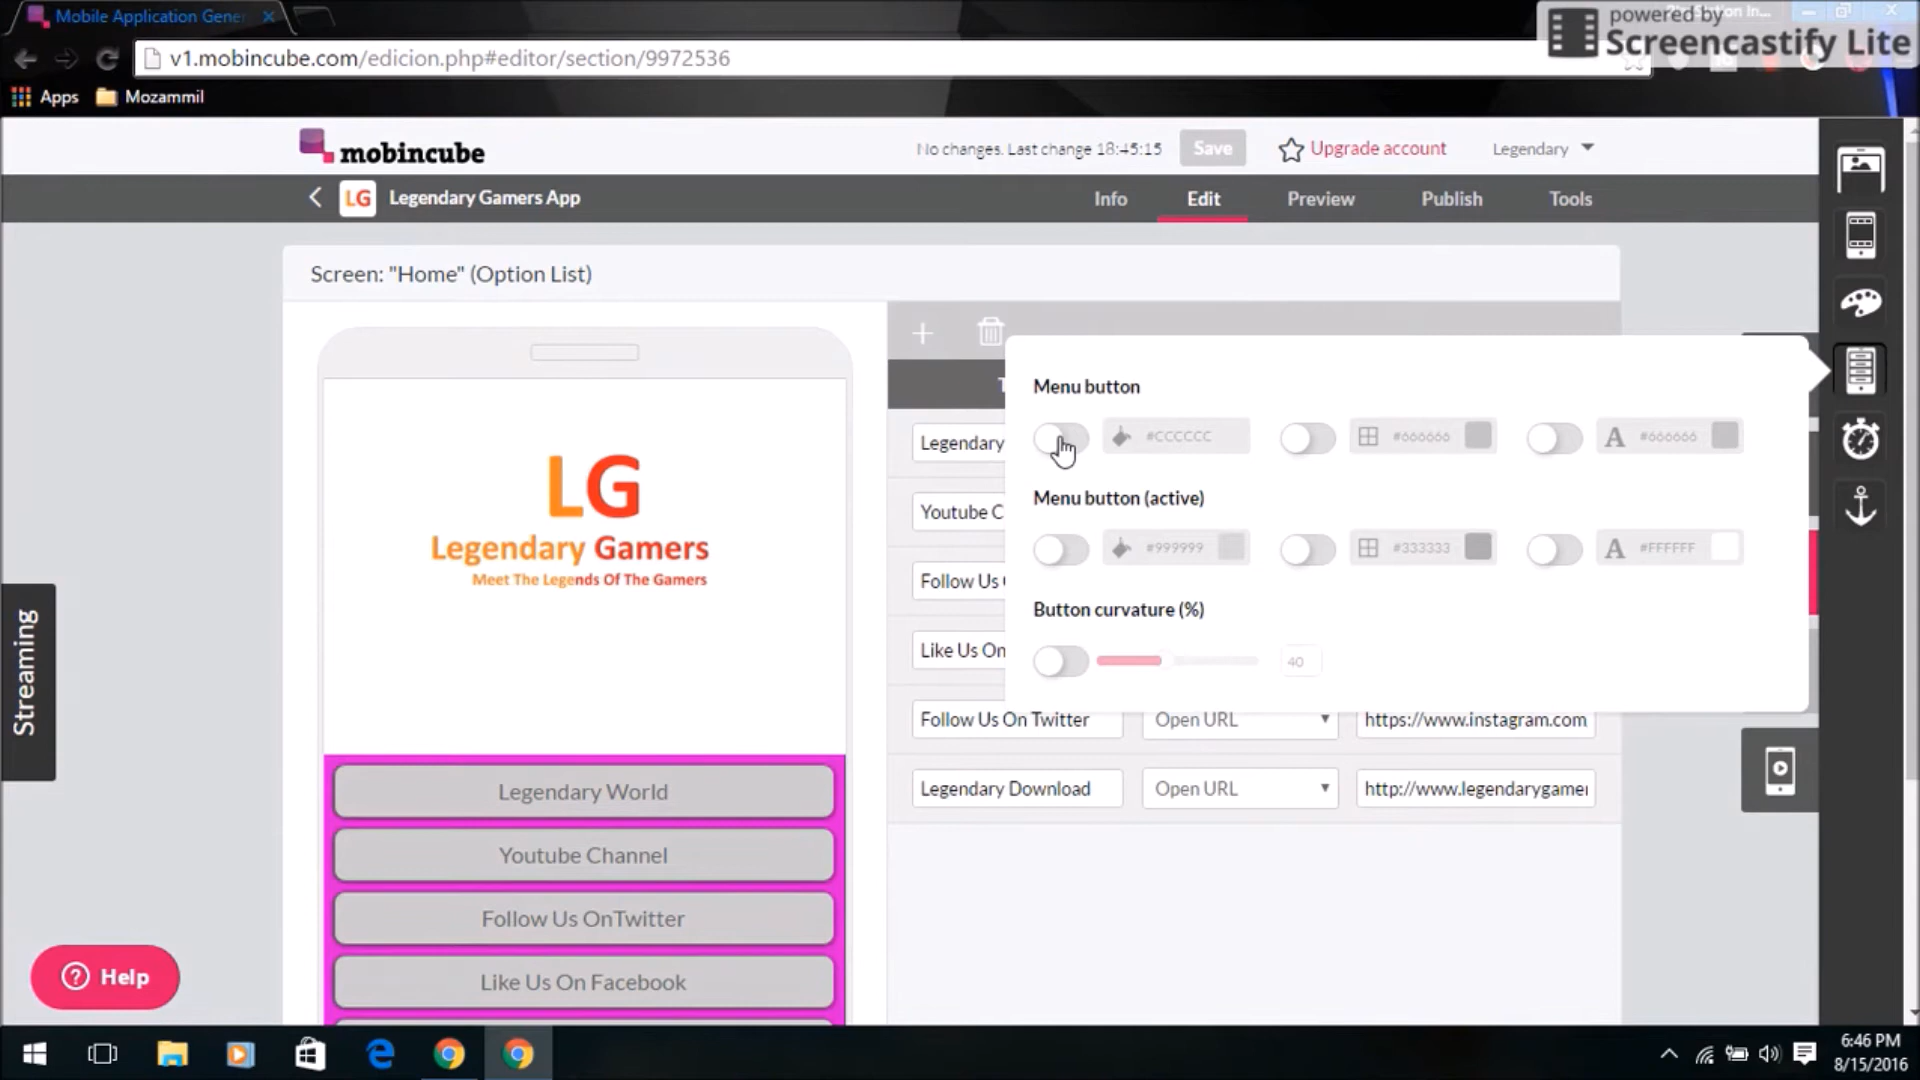 Mobile Application Gener
powered by
Screencastify Lite
v1.mobincube.com/edicion.php#editor/section/9972536
Apps
Mozammil
mobincube
No changes. Last change 18:45:15
Save
Upgrade account
Legendary
LG
Legendary Gamers App
Info
Edit
Preview
Publish
Tools
Screen: "Home" (Option List)
Menu button
Legendary
#CCCCCC
#666666
A
#666666
LG
Legendary Gamers
Meet The Legends Of The Gamers
Menu button (active)
Youtube C
#999999
#333333
A
#FFFFFF
Follow Us
Button curvature (%)
Like Us On
40
Streaming
Follow Us On Twitter
Open URL
https://www.instagram.com
Legendary Download
Open URL
http://www.legendarygamer
Legendary World
Youtube Channel
Follow Us OnTwitter
Like Us On Facebook
Help
6:46 PM
8/15/2016